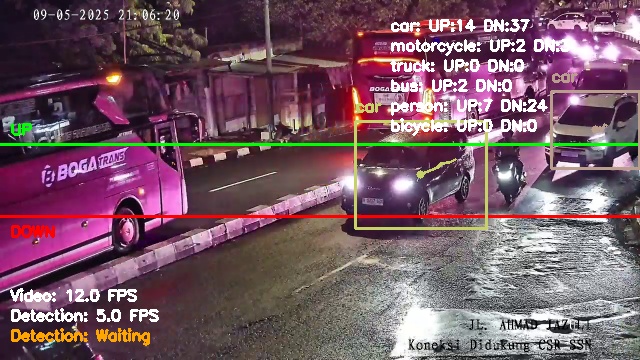 09-05-2025 21:06:20
car: UP:14 DN:37
motorcycle: UP:2 DN:
truck: UP:0 DN:0
bus: UP:2 DN:0
person: UP:7 DN:24
bicycle: UP:0 DN:0
car
car
BOGA
UP
BOGA TRANS
DOWN
Video: 12.0 FPS
Detection: 5.0 FPS
Detection: Waiting
JL. AHMAD JAZULI
Koneksi Didukung CSR SSN